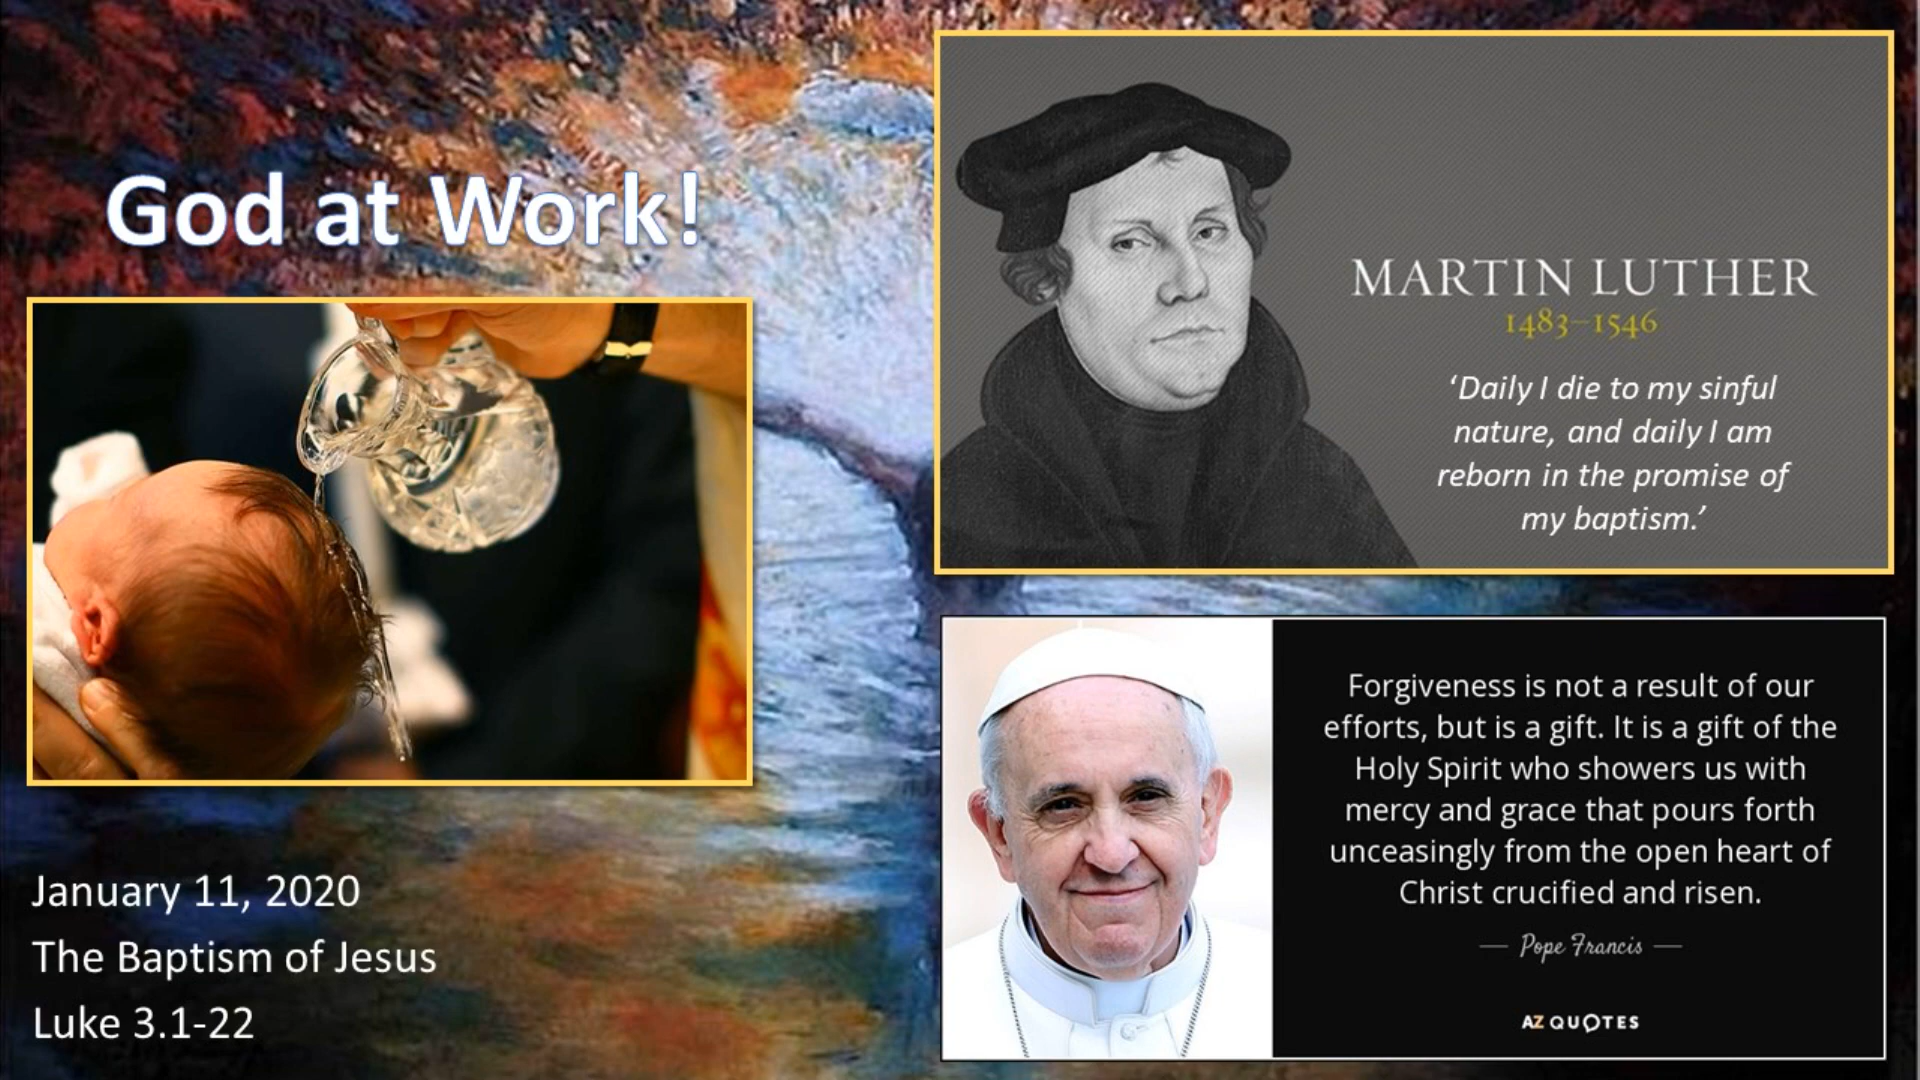 God at Work!
January 11, 2020
The Baptism of Jesus
Luke 3.1-22
MARTIN LUTHER
1483–1546
‘Daily I die to my sinful
nature, and daily I am
reborn in the promise of
my baptism.’
Forgiveness is not a result of our
efforts, but is a gift. It is a gift of the
Holy Spirit who showers us with
mercy and grace that pours forth
unceasingly from the open heart of
Christ crucified and risen.
— Pope Francis —
AZ QUOTES